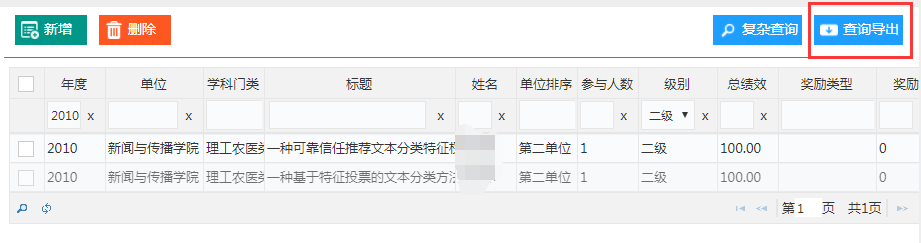 新增 删除 复杂查询 查询导出
年度 单位 学科门类 标题 姓名 单位排序 参与人数 级别 总绩效 奖励类型 奖励
2010 x x x x x 二级 ▼ x
2010 新闻与传播学院 理工农医类 一种可靠信任推荐文本分类特征 第二单位 1 二级 100.00 0
2010 新闻与传播学院 理工农医类 一种基于特征投票的文本分类方法 第二单位 1 二级 100.00 0
第 1 页 共1页